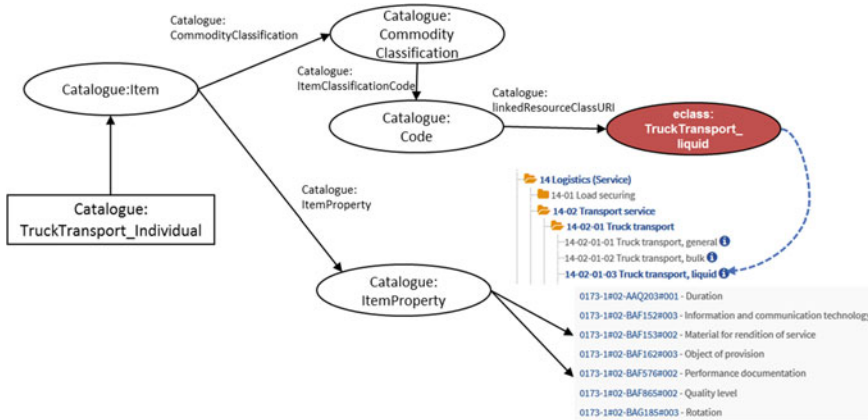 Catalogue:
CommodityClassification
Catalogue:
Commodity
Classification
Catalogue:
ItemClassificationCode
Catalogue:Item
Catalogue:
linkedResourceClassURI
Catalogue:
Code
eclass:
TruckTransport_
liquid
Catalogue:
TruckTransport_Individual
Catalogue:
ItemProperty
14 Logistics (Service)
14-01 Load securing
14-02 Transport service
14-02-01 Truck transport
14-02-01-01 Truck transport, general
14-02-01-02 Truck transport, bulk
14-02-01-03 Truck transport, liquid
Catalogue:
ItemProperty
0173-1#02-AAQ203#001 - Duration
0173-1#02-BAF152#003 - Information and communication technology
0173-1#02-BAF153#002 - Material for rendition of service
0173-1#02-BAF162#003 - Object of provision
0173-1#02-BAF576#002 - Performance documentation
0173-1#02-BAF865#002 - Quality level
0173-1#02-BAG185#003 - Rotation